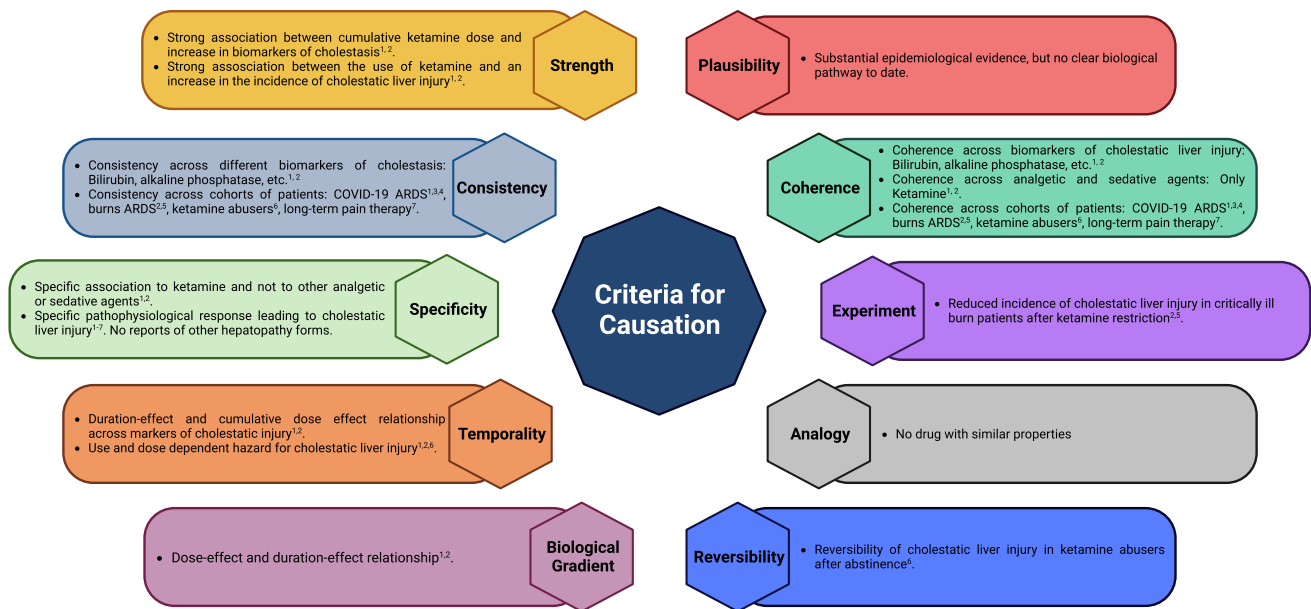 • Strong association between cumulative ketamine dose and
increase in biomarkers of cholestasis1, 2.
• Strong assosciation between the use of ketamine and an
increase in the incidence of cholestatic liver injury1, 2.
Strength
Plausibility
• Substantial epidemiological evidence, but no clear biological
pathway to date.
• Consistency across different biomarkers of cholestasis:
Bilirubin, alkaline phosphatase, etc.1, 2
• Consistency across cohorts of patients: COVID-19 ARDS1,3,4,
burns ARDS2,5, ketamine abusers6, long-term pain therapy7.
Consistency
Coherence
• Coherence across biomarkers of cholestatic liver injury:
Bilirubin, alkaline phosphatase, etc.1, 2
• Coherence across analgetic and sedative agents: Only
Ketamine1, 2.
• Coherence across cohorts of patients: COVID-19 ARDS1,3,4,
burns ARDS2,5, ketamine abusers6, long-term pain therapy7.
Criteria for
Causation
• Specific association to ketamine and not to other analgetic
or sedative agents1,2.
• Specific pathophysiological response leading to cholestatic
liver injury1-7. No reports of other hepatopathy forms.
Specificity
Experiment
• Reduced incidence of cholestatic liver injury in critically ill
burn patients after ketamine restriction2,5.
• Duration-effect and cumulative dose effect relationship
across markers of cholestatic injury1,2.
• Use and dose dependent hazard for cholestatic liver injury1,2,6.
Temporality
Analogy
• No drug with similar properties
• Dose-effect and duration-effect relationship1,2.
Biological
Gradient
Reversibility
• Reversibility of cholestatic liver injury in ketamine abusers
after abstinence6.